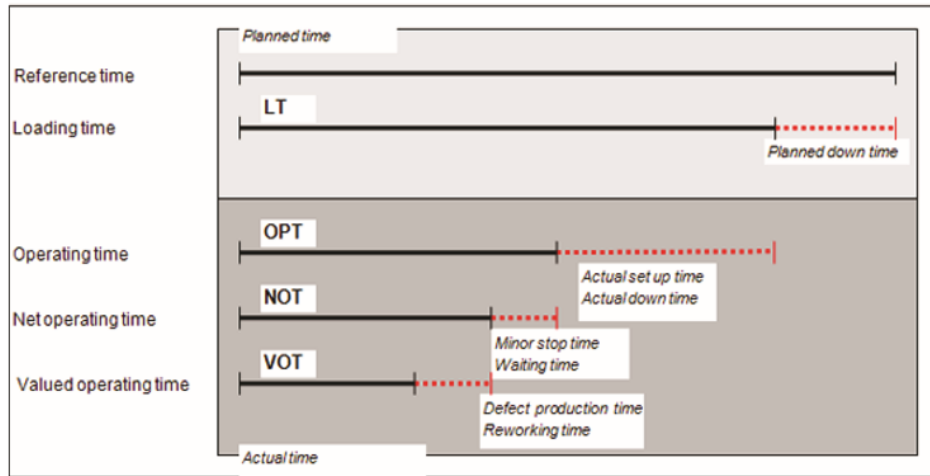 Planned time
Reference time
LT
Loading time
Planned down time
OPT
Operating time
Actual set up time
Actual down time
NOT
Net operating time
Minor stop time
Waiting time
VOT
Valued operating time
Defect production time
Reworking time
Actual time